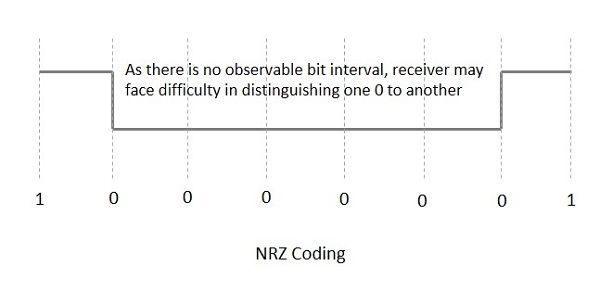 As there is no observable bit interval, receiver may
face difficulty in distinguishing one 0 to another
1 0 0 0 0 0 0 1
NRZ Coding